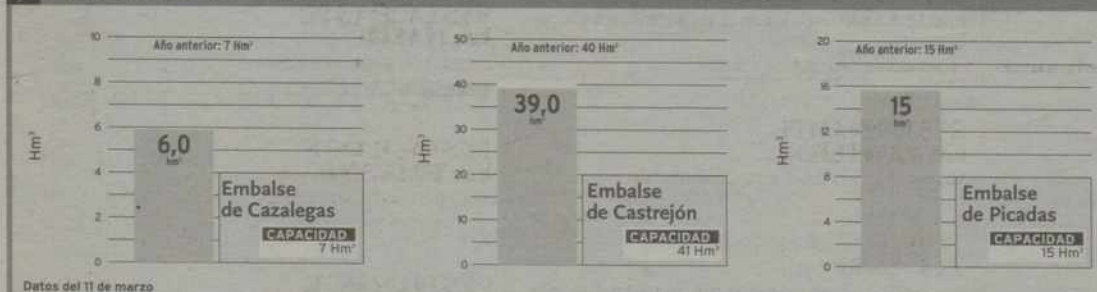 Año anterior: 7 Hm³
Hm³
10
8
6
4
2
0
6,0
hm³
Embalse
de Cazalegas
CAPACIDAD
7 Hm³
Año anterior: 40 Hm³
Hm³
50
40
30
20
10
0
39,0
hm³
Embalse
de Castrejón
CAPACIDAD
41 Hm³
Año anterior: 15 Hm³
Hm³
20
16
12
8
4
0
15
hm³
Embalse
de Picadas
CAPACIDAD
15 Hm³
Datos del 11 de marzo